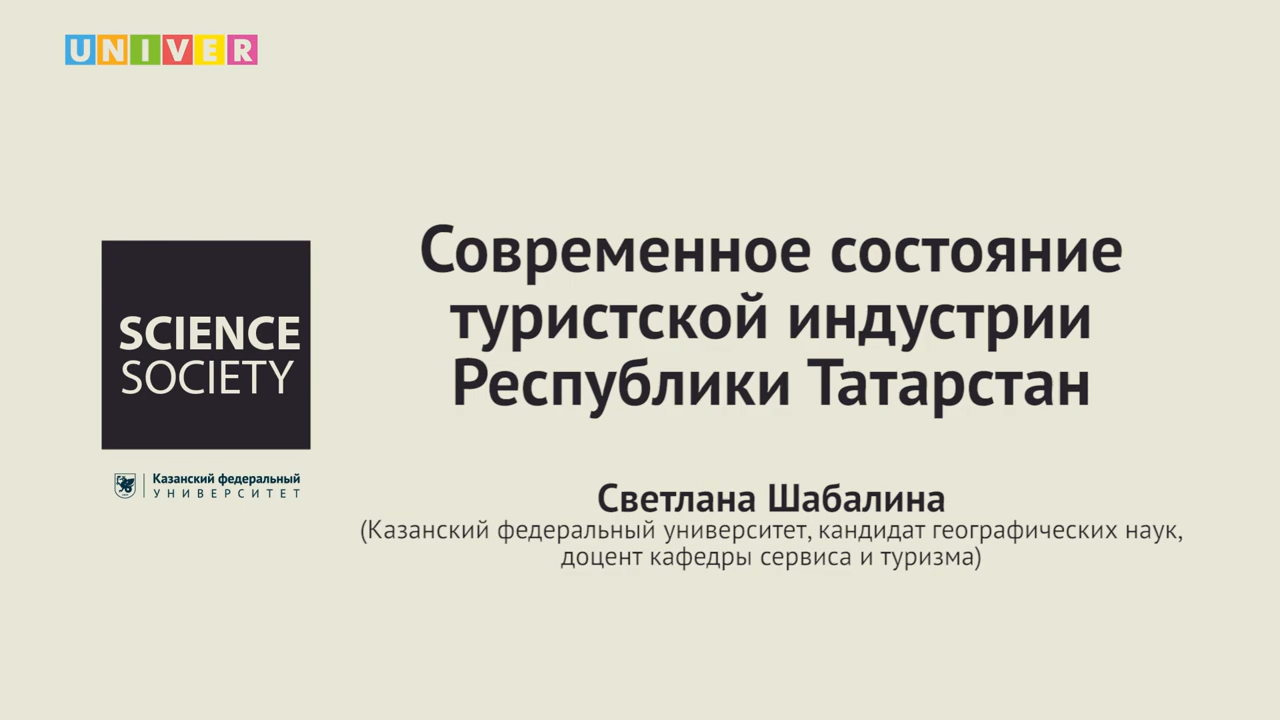 UNIVER
SCIENCE
SOCIETY
Казанский федеральный
УНИВЕРСИТЕТ
Современное состояние
туристской индустрии
Республики Татарстан
Светлана Шабалина
(Казанский федеральный университет, кандидат географических наук,
доцент кафедры сервиса и туризма)